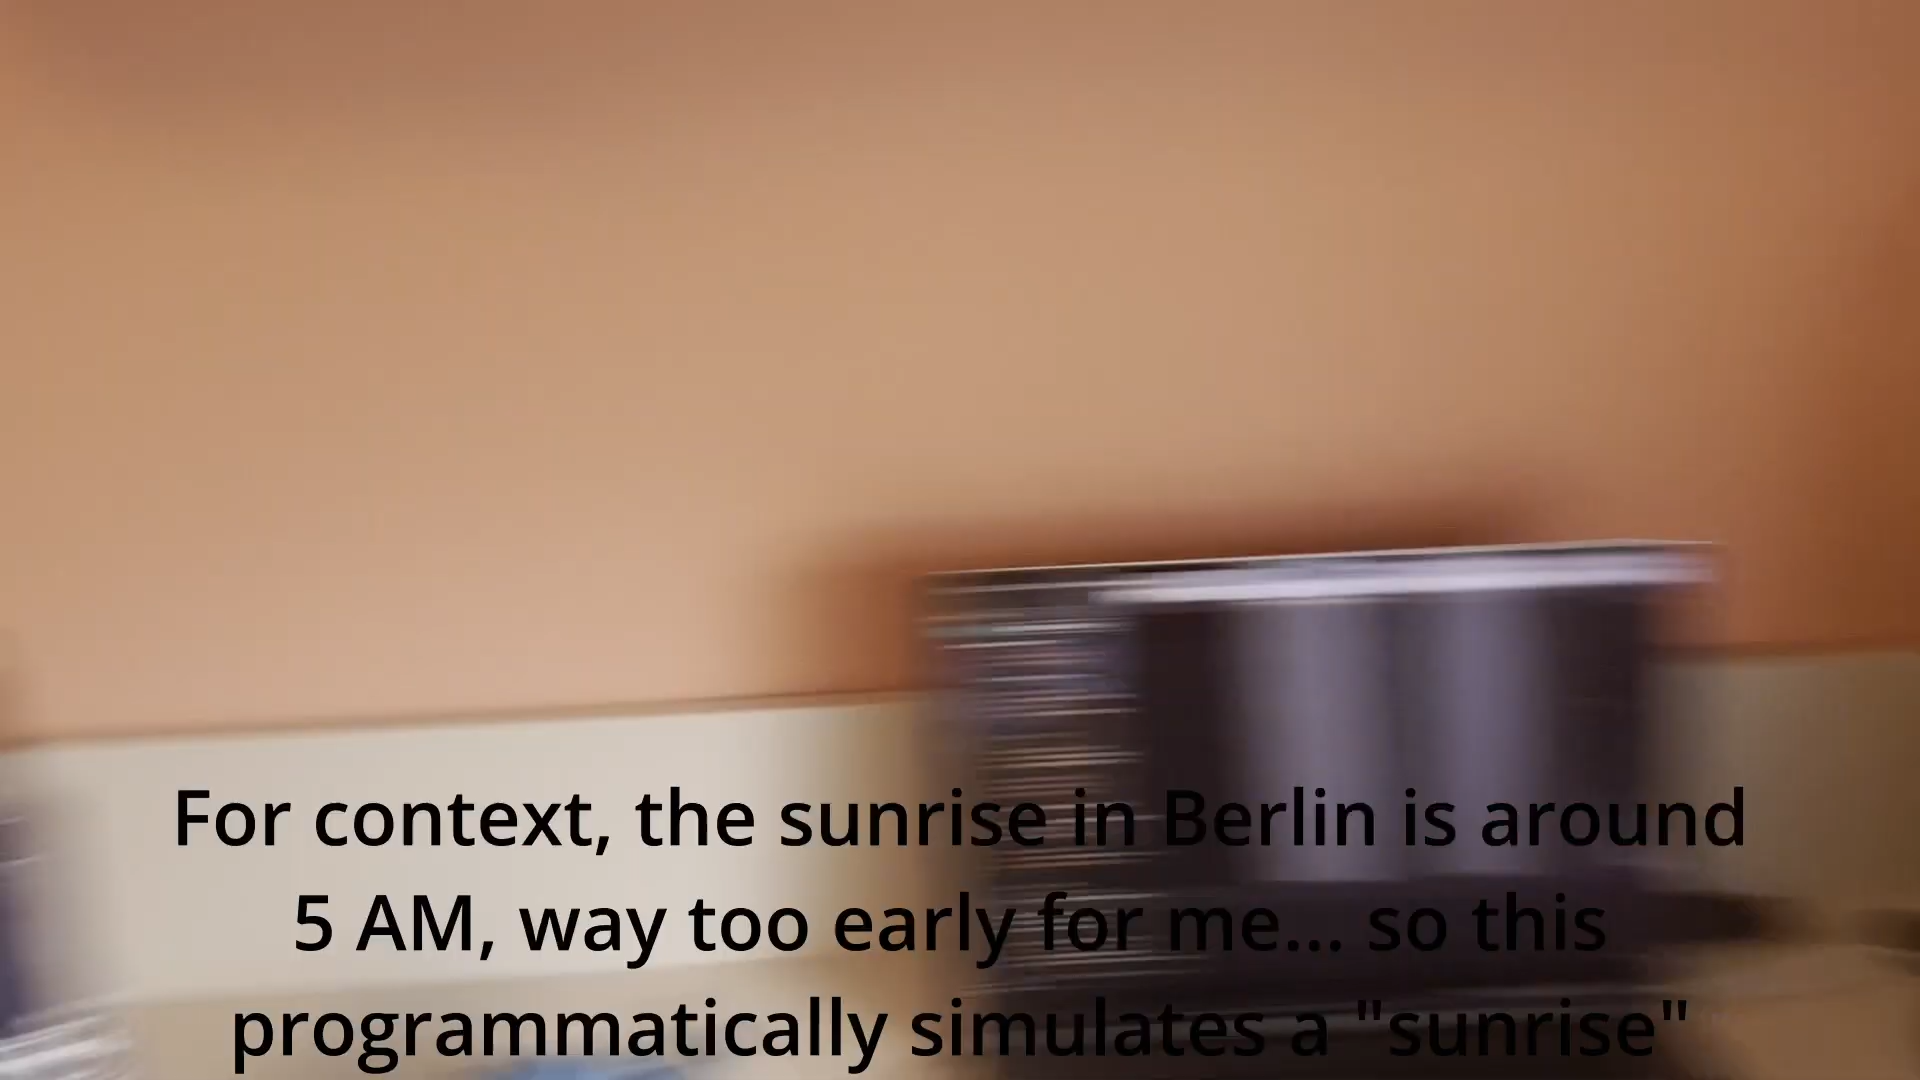 For context, the sunrise in Berlin is around
5 AM, way too early for me... so this
programmatically simulates a "sunrise"